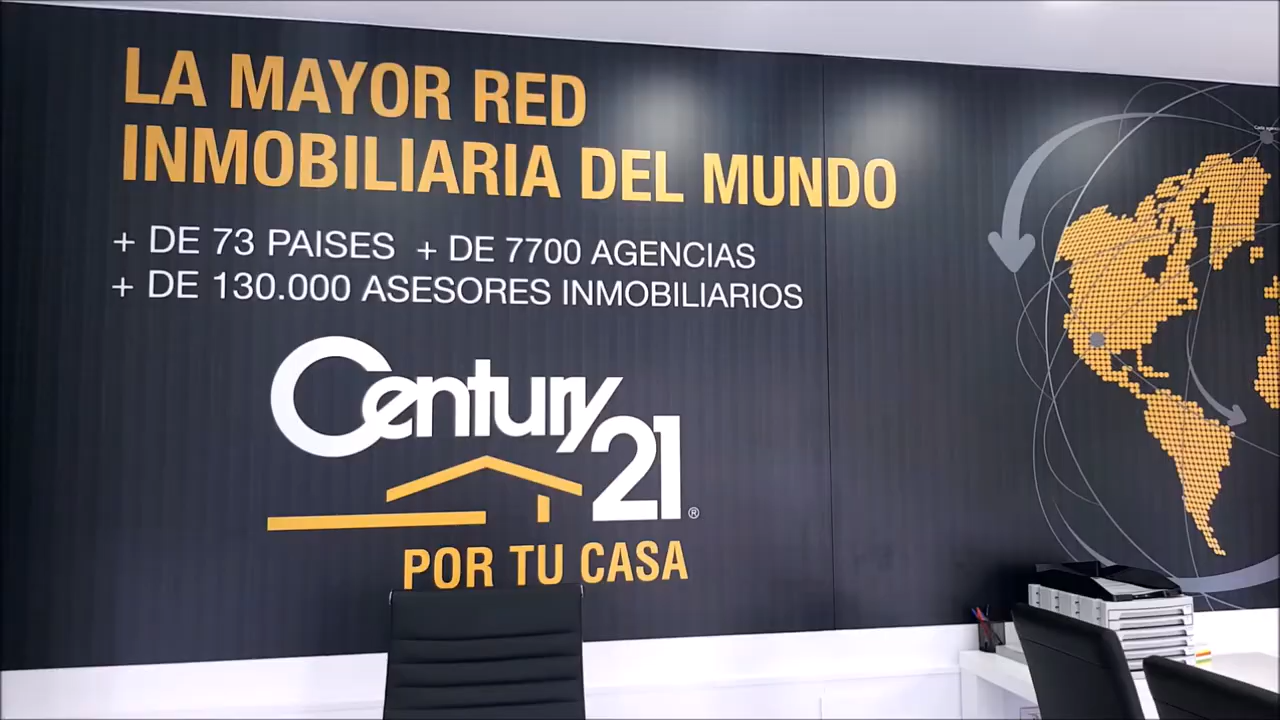 LA MAYOR RED
INMOBILIARIA DEL MUNDO
+ DE 73 PAISES + DE 7700 AGENCIAS
+ DE 130.000 ASESORES INMOBILIARIOS
Century
21®
POR TU CASA